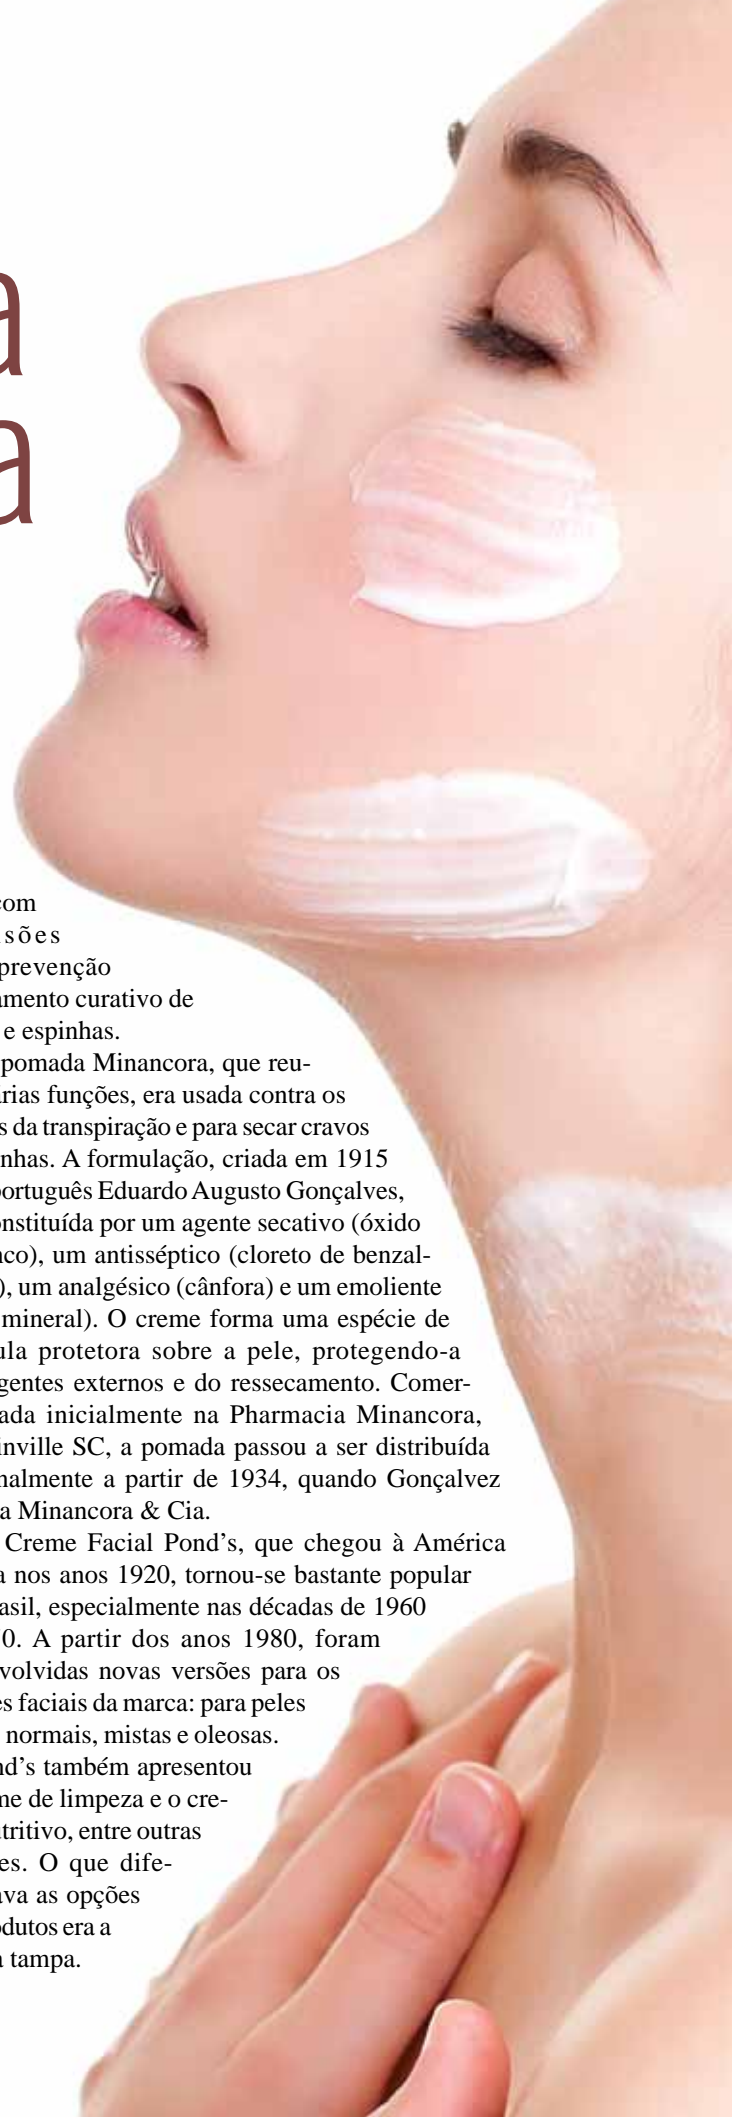 a
a
com
sões
prevenção
amento curativo de
e espinhas.
pomada Minancora, que reu-
árias funções, era usada contra os
s da transpiração e para secar cravos
nhas. A formulação, criada em 1915
português Eduardo Augusto Gonçalves,
onstituída por um agente secativo (óxido
nco), um antisséptico (cloreto de benzal-
), um analgésico (cânfora) e um emoliente
mineral). O creme forma uma espécie de
ula protetora sobre a pele, protegendo-a
gentes externos e do ressecamento. Comer-
ada inicialmente na Pharmacia Minancora,
inville SC, a pomada passou a ser distribuída
nalmente a partir de 1934, quando Gonçalvez
a Minancora & Cia.
Creme Facial Pond's, que chegou à América
a nos anos 1920, tornou-se bastante popular
asil, especialmente nas décadas de 1960
0. A partir dos anos 1980, foram
volvidas novas versões para os
es faciais da marca: para peles
normais, mistas e oleosas.
nd's também apresentou
me de limpeza e o cre-
utritivo, entre outras
es. O que dife-
ava as opções
odutos era a
a tampa.